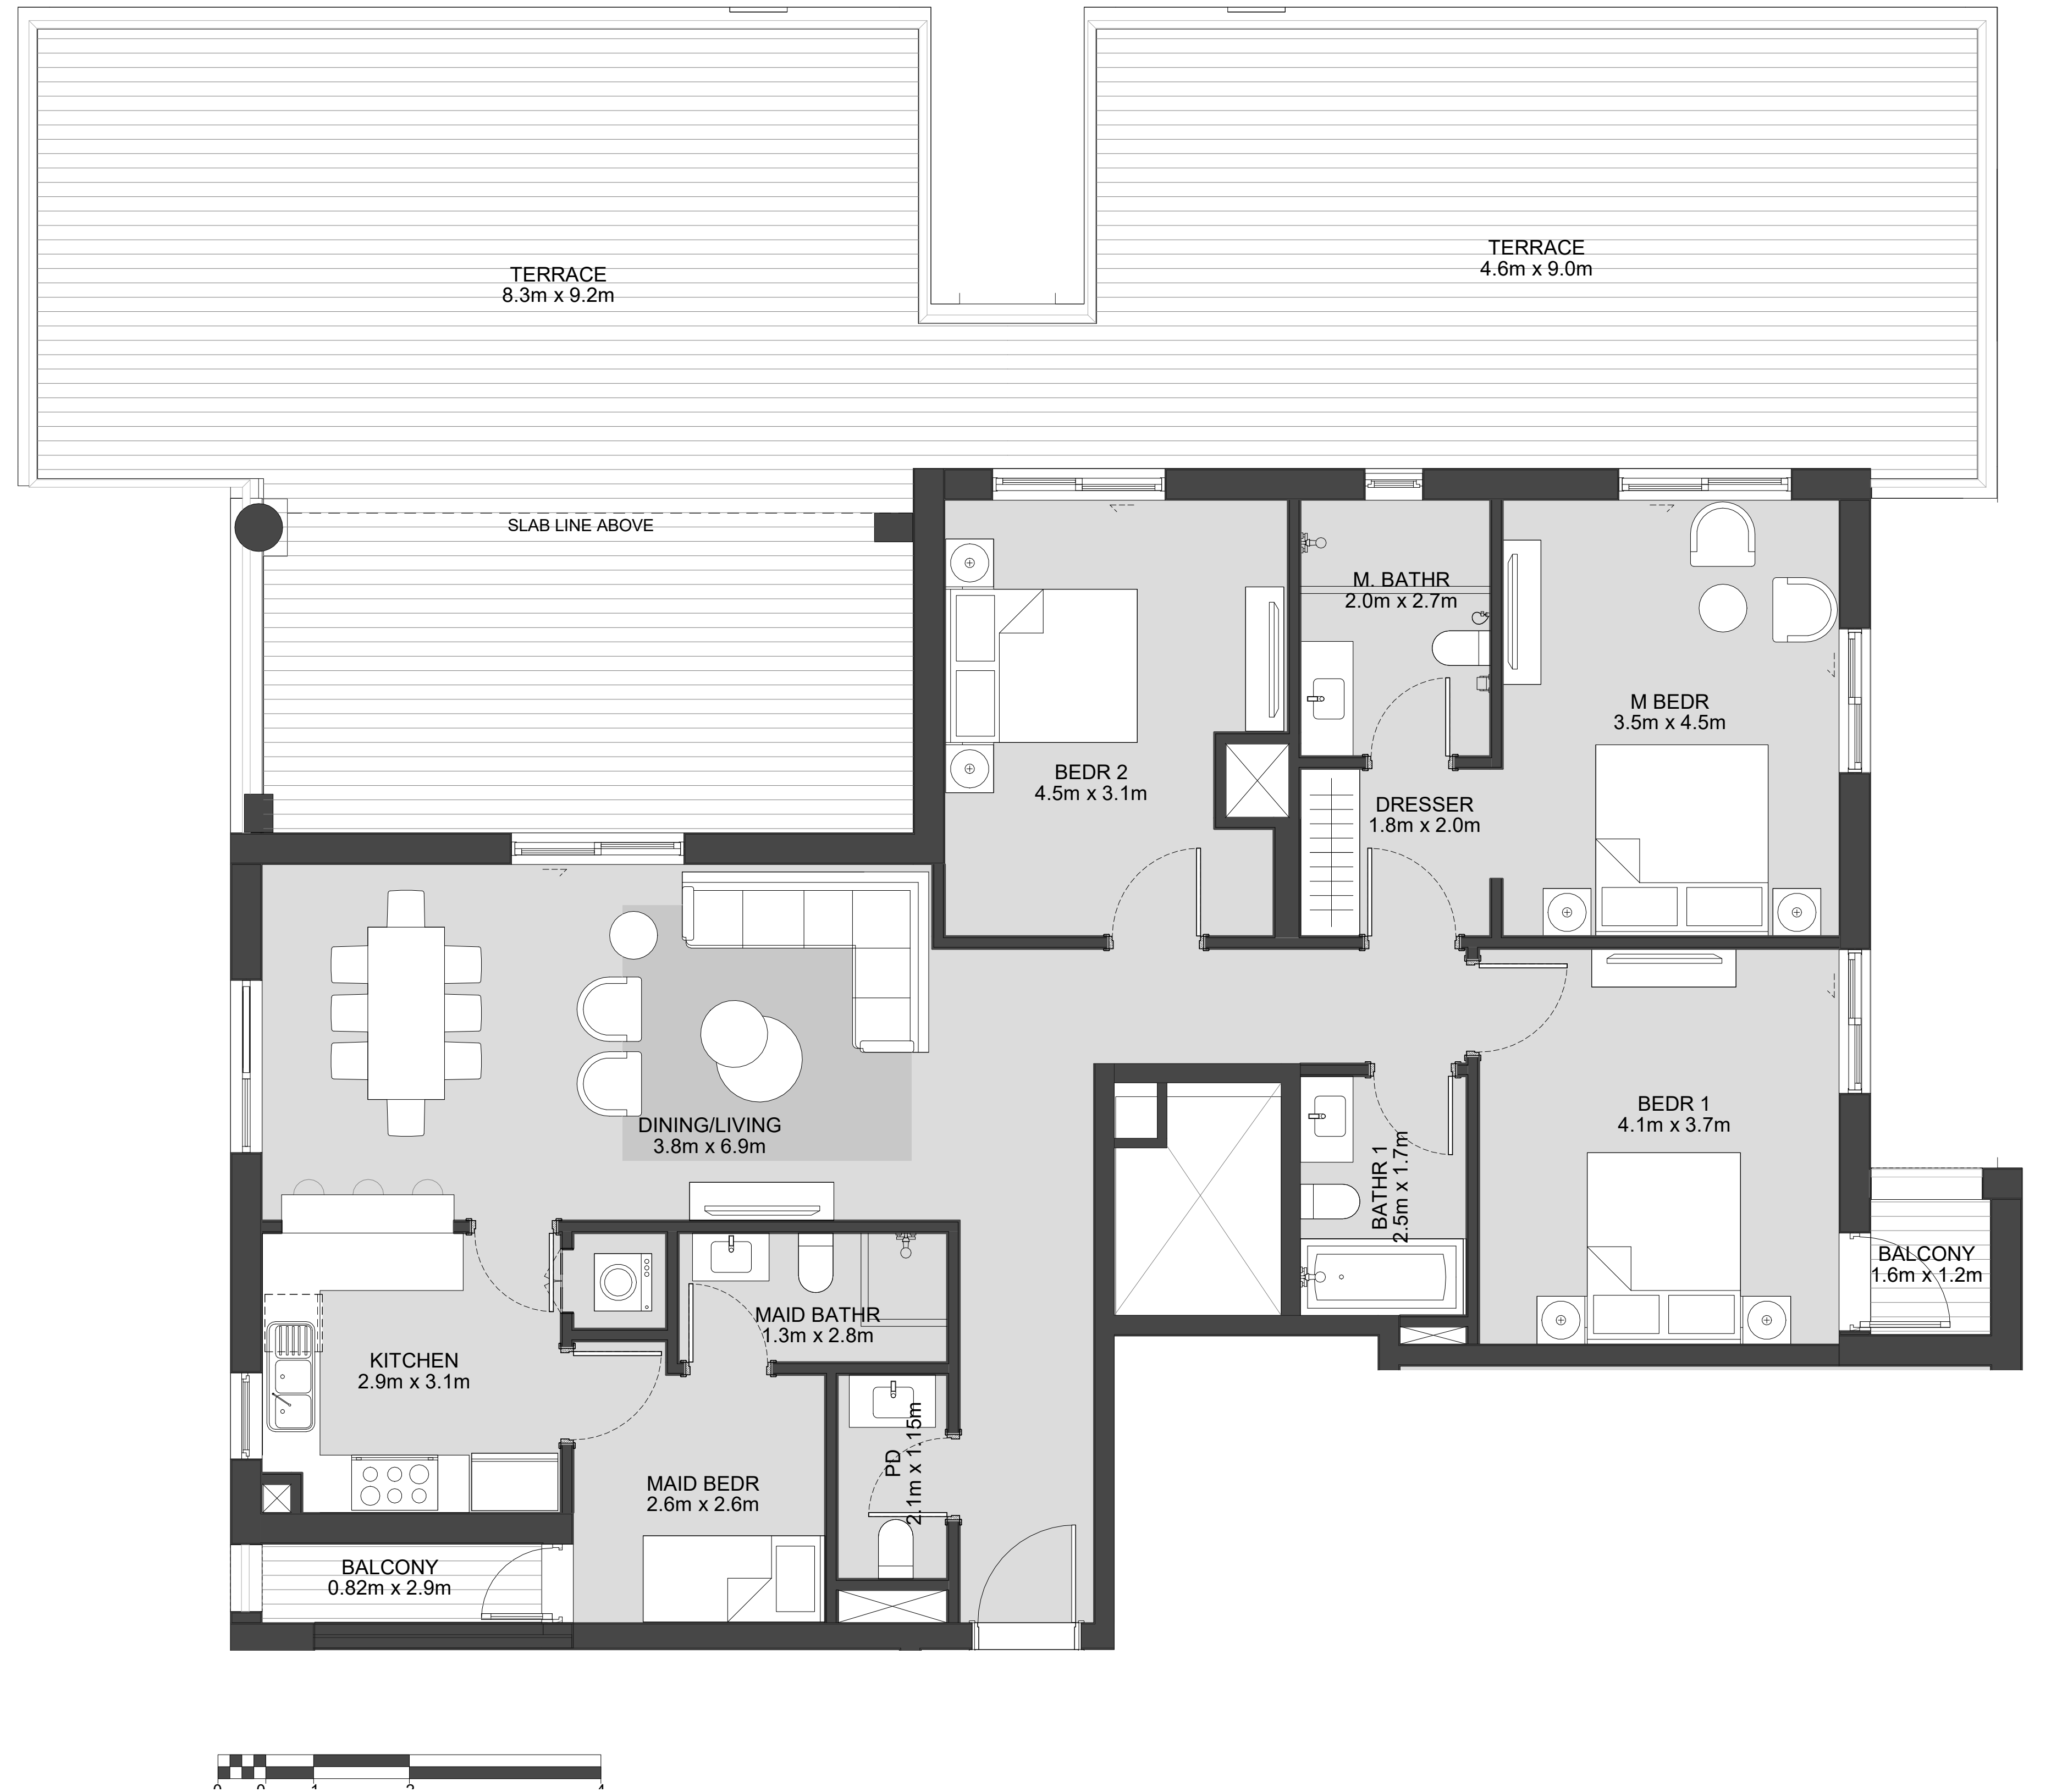 TERRACE
8.3m x 9.2m
TERRACE
4.6m x 9.0m
SLAB LINE ABOVE
M. BATHR
2.0m x 2.7m
M BEDR
3.5m x 4.5m
BEDR 2
4.5m x 3.1m
DRESSER
1.8m x 2.0m
DINING/LIVING
3.8m x 6.9m
BATHR 1
2.5m x 1.7m
BEDR 1
4.1m x 3.7m
BALCONY
1.6m x 1.2m
MAID BATHR
1.3m x 2.8m
KITCHEN
2.9m x 3.1m
MAID BEDR
2.6m x 2.6m
PD
2.1m x 1.15m
BALCONY
0.82m x 2.9m